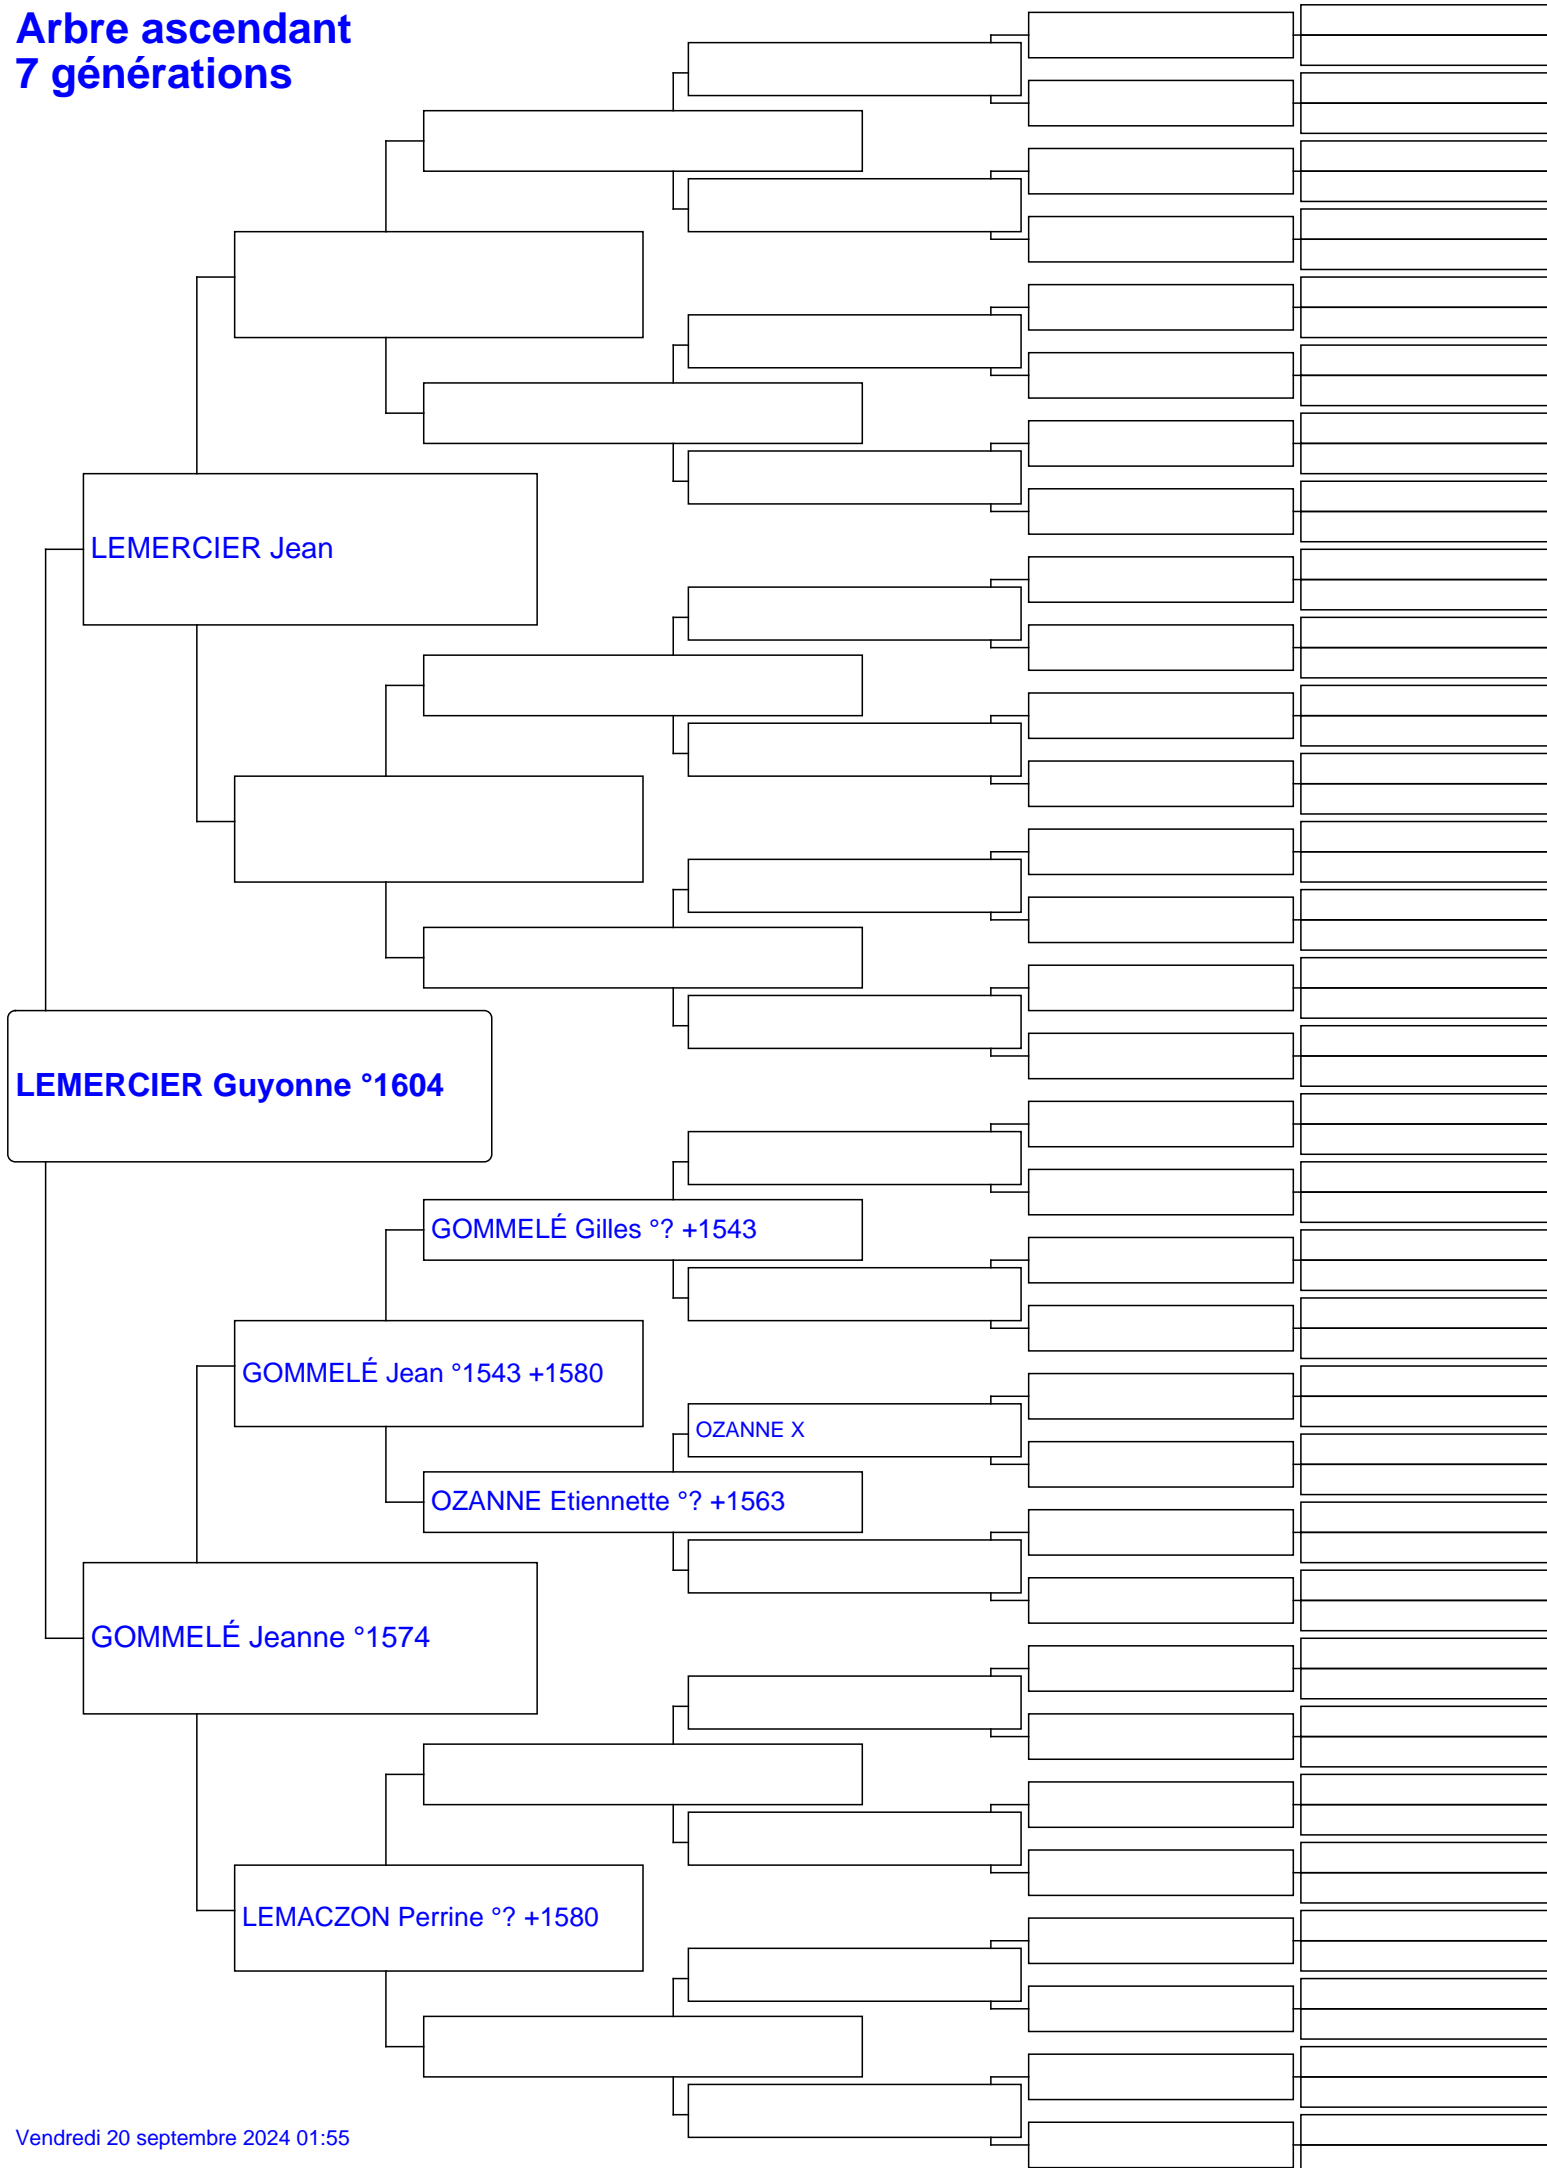 Arbre ascendant
7 générations
LEMERCIER Jean
LEMERCIER Guyonne °1604
GOMMELÉ Gilles °? +1543
GOMMELÉ Jean °1543 +1580
OZANNE X
OZANNE Etiennette °? +1563
GOMMELÉ Jeanne °1574
LEMACZON Perrine °? +1580
Vendredi 20 septembre 2024 01:55